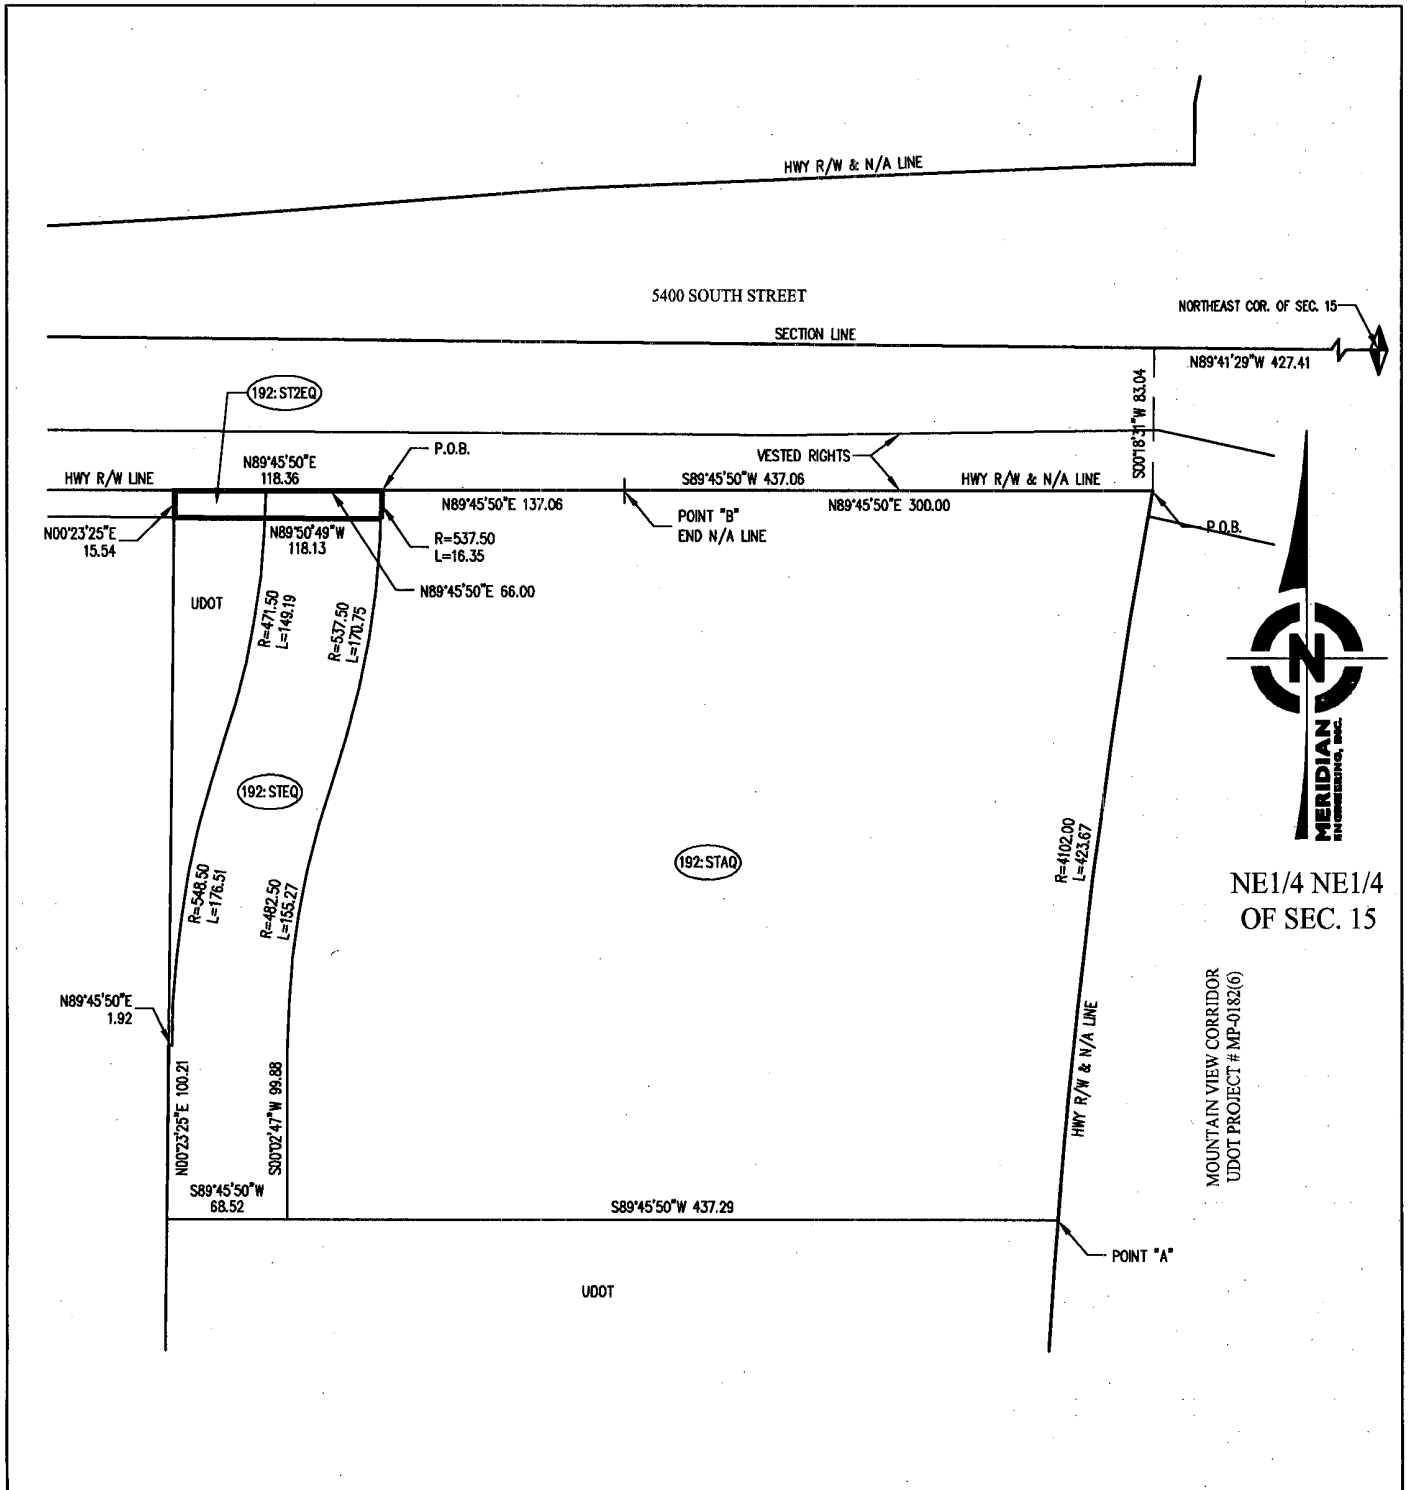 HWY R/W & N/A LINE
5400 SOUTH STREET
NORTHEAST COR. OF SEC. 15
SECTION LINE
N89°41'29"W 427.41
S00°18'31"W 83.04
192:ST2EQ
P.O.B.
N89°45'50"E
118.36
VESTED RIGHTS
HWY R/W LINE
S89°45'50"W 437.06
HWY R/W & N/A LINE
N89°45'50"E 137.06
N89°45'50"E 300.00
POINT "B"
END N/A LINE
P.O.B.
N00°23'25"E
15.54
N89°50'49"W
118.13
R=537.50
L=16.35
N89°45'50"E 66.00
UDOT
R=471.50
L=149.19
R=537.50
L=170.75
N
MERIDIAN
ENGINEERING, INC.
192:STEQ
192:STAQ
R=4102.00
L=423.67
NE1/4 NE1/4
OF SEC. 15
R=548.50
L=176.51
R=482.50
L=155.27
N89°45'50"E
1.92
MOUNTAIN VIEW CORRIDOR
UDOT PROJECT # MP-0182(6)
HWY R/W & N/A LINE
N00°23'25"E 100.21
S00°02'47"W 99.88
S89°45'50"W
68.52
S89°45'50"W 437.29
POINT "A"
UDOT